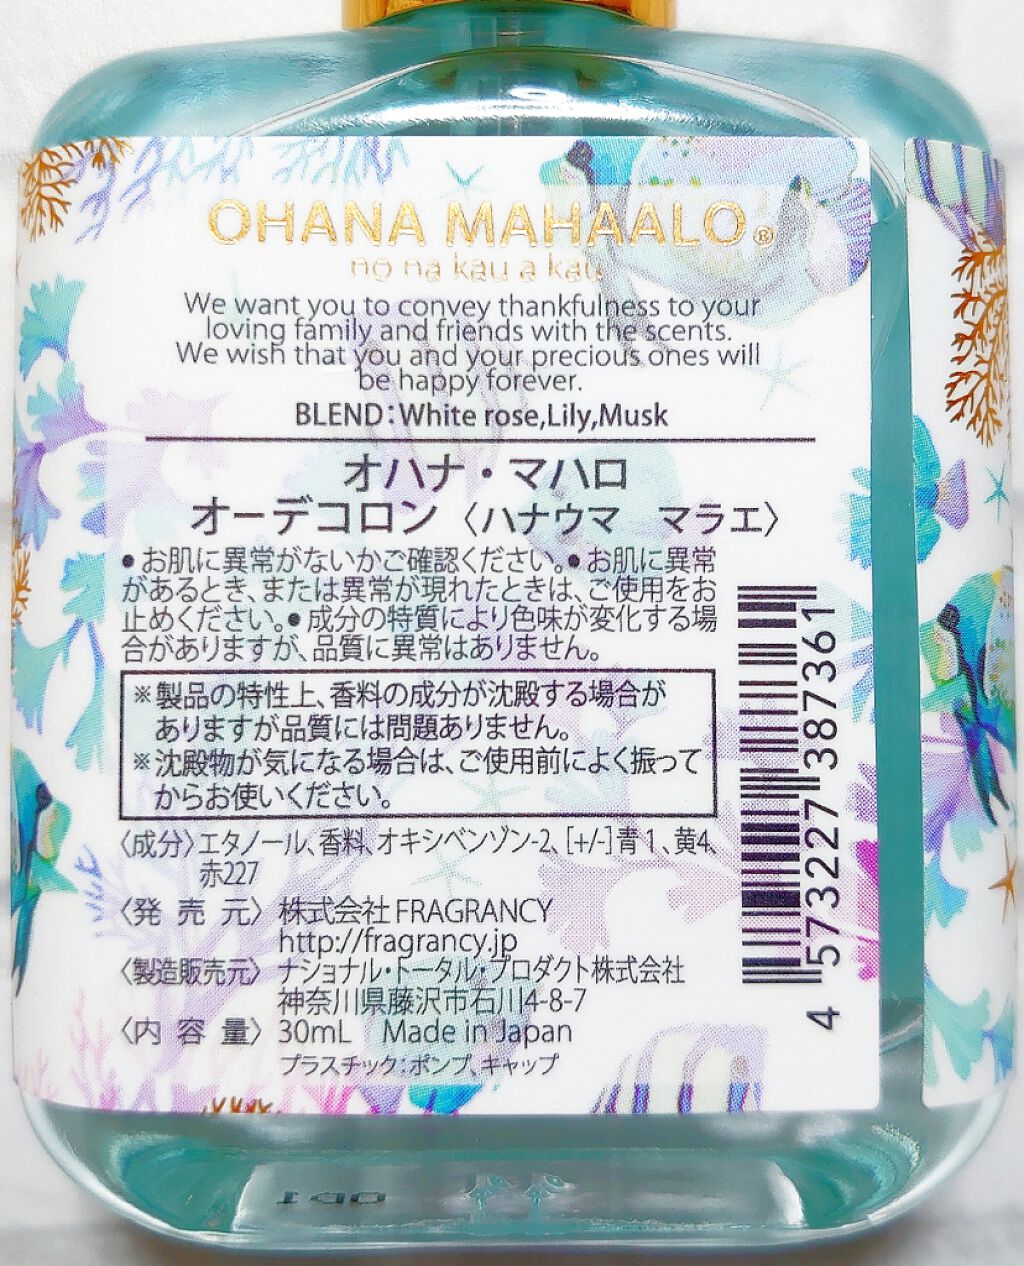 OHANA MAHAALO®
no na kau a kau
We want you to convey thankfulness to your
loving family and friends with the scents.
We wish that you and your precious ones will
be happy forever.
BLEND：White rose,Lily,Musk
オハナ・マハロ
オーデコロン〈ハナウマ　マラエ〉
●お肌に異常がないかご確認ください。●お肌に異常
があるとき、または異常が現れたときは、ご使用をお
止めください。●成分の特質により色味が変化する場
合がありますが、品質に異常はありません。
※製品の特性上、香料の成分が沈殿する場合が
ありますが品質には問題ありません。
※沈殿物が気になる場合は、ご使用前によく振って
からお使いください。
〈成分〉エタノール、香料、オキシベンゾン-2、[+/-]青1、黄4、
赤227
〈発売元〉株式会社FRAGRANCY
http://fragrancy.jp
〈製造販売元〉ナショナル・トータル・プロダクト株式会社
神奈川県藤沢市石川4-8-7
〈内容量〉30mL　Made in Japan
プラスチック：ポンプ、キャップ
4573227387361